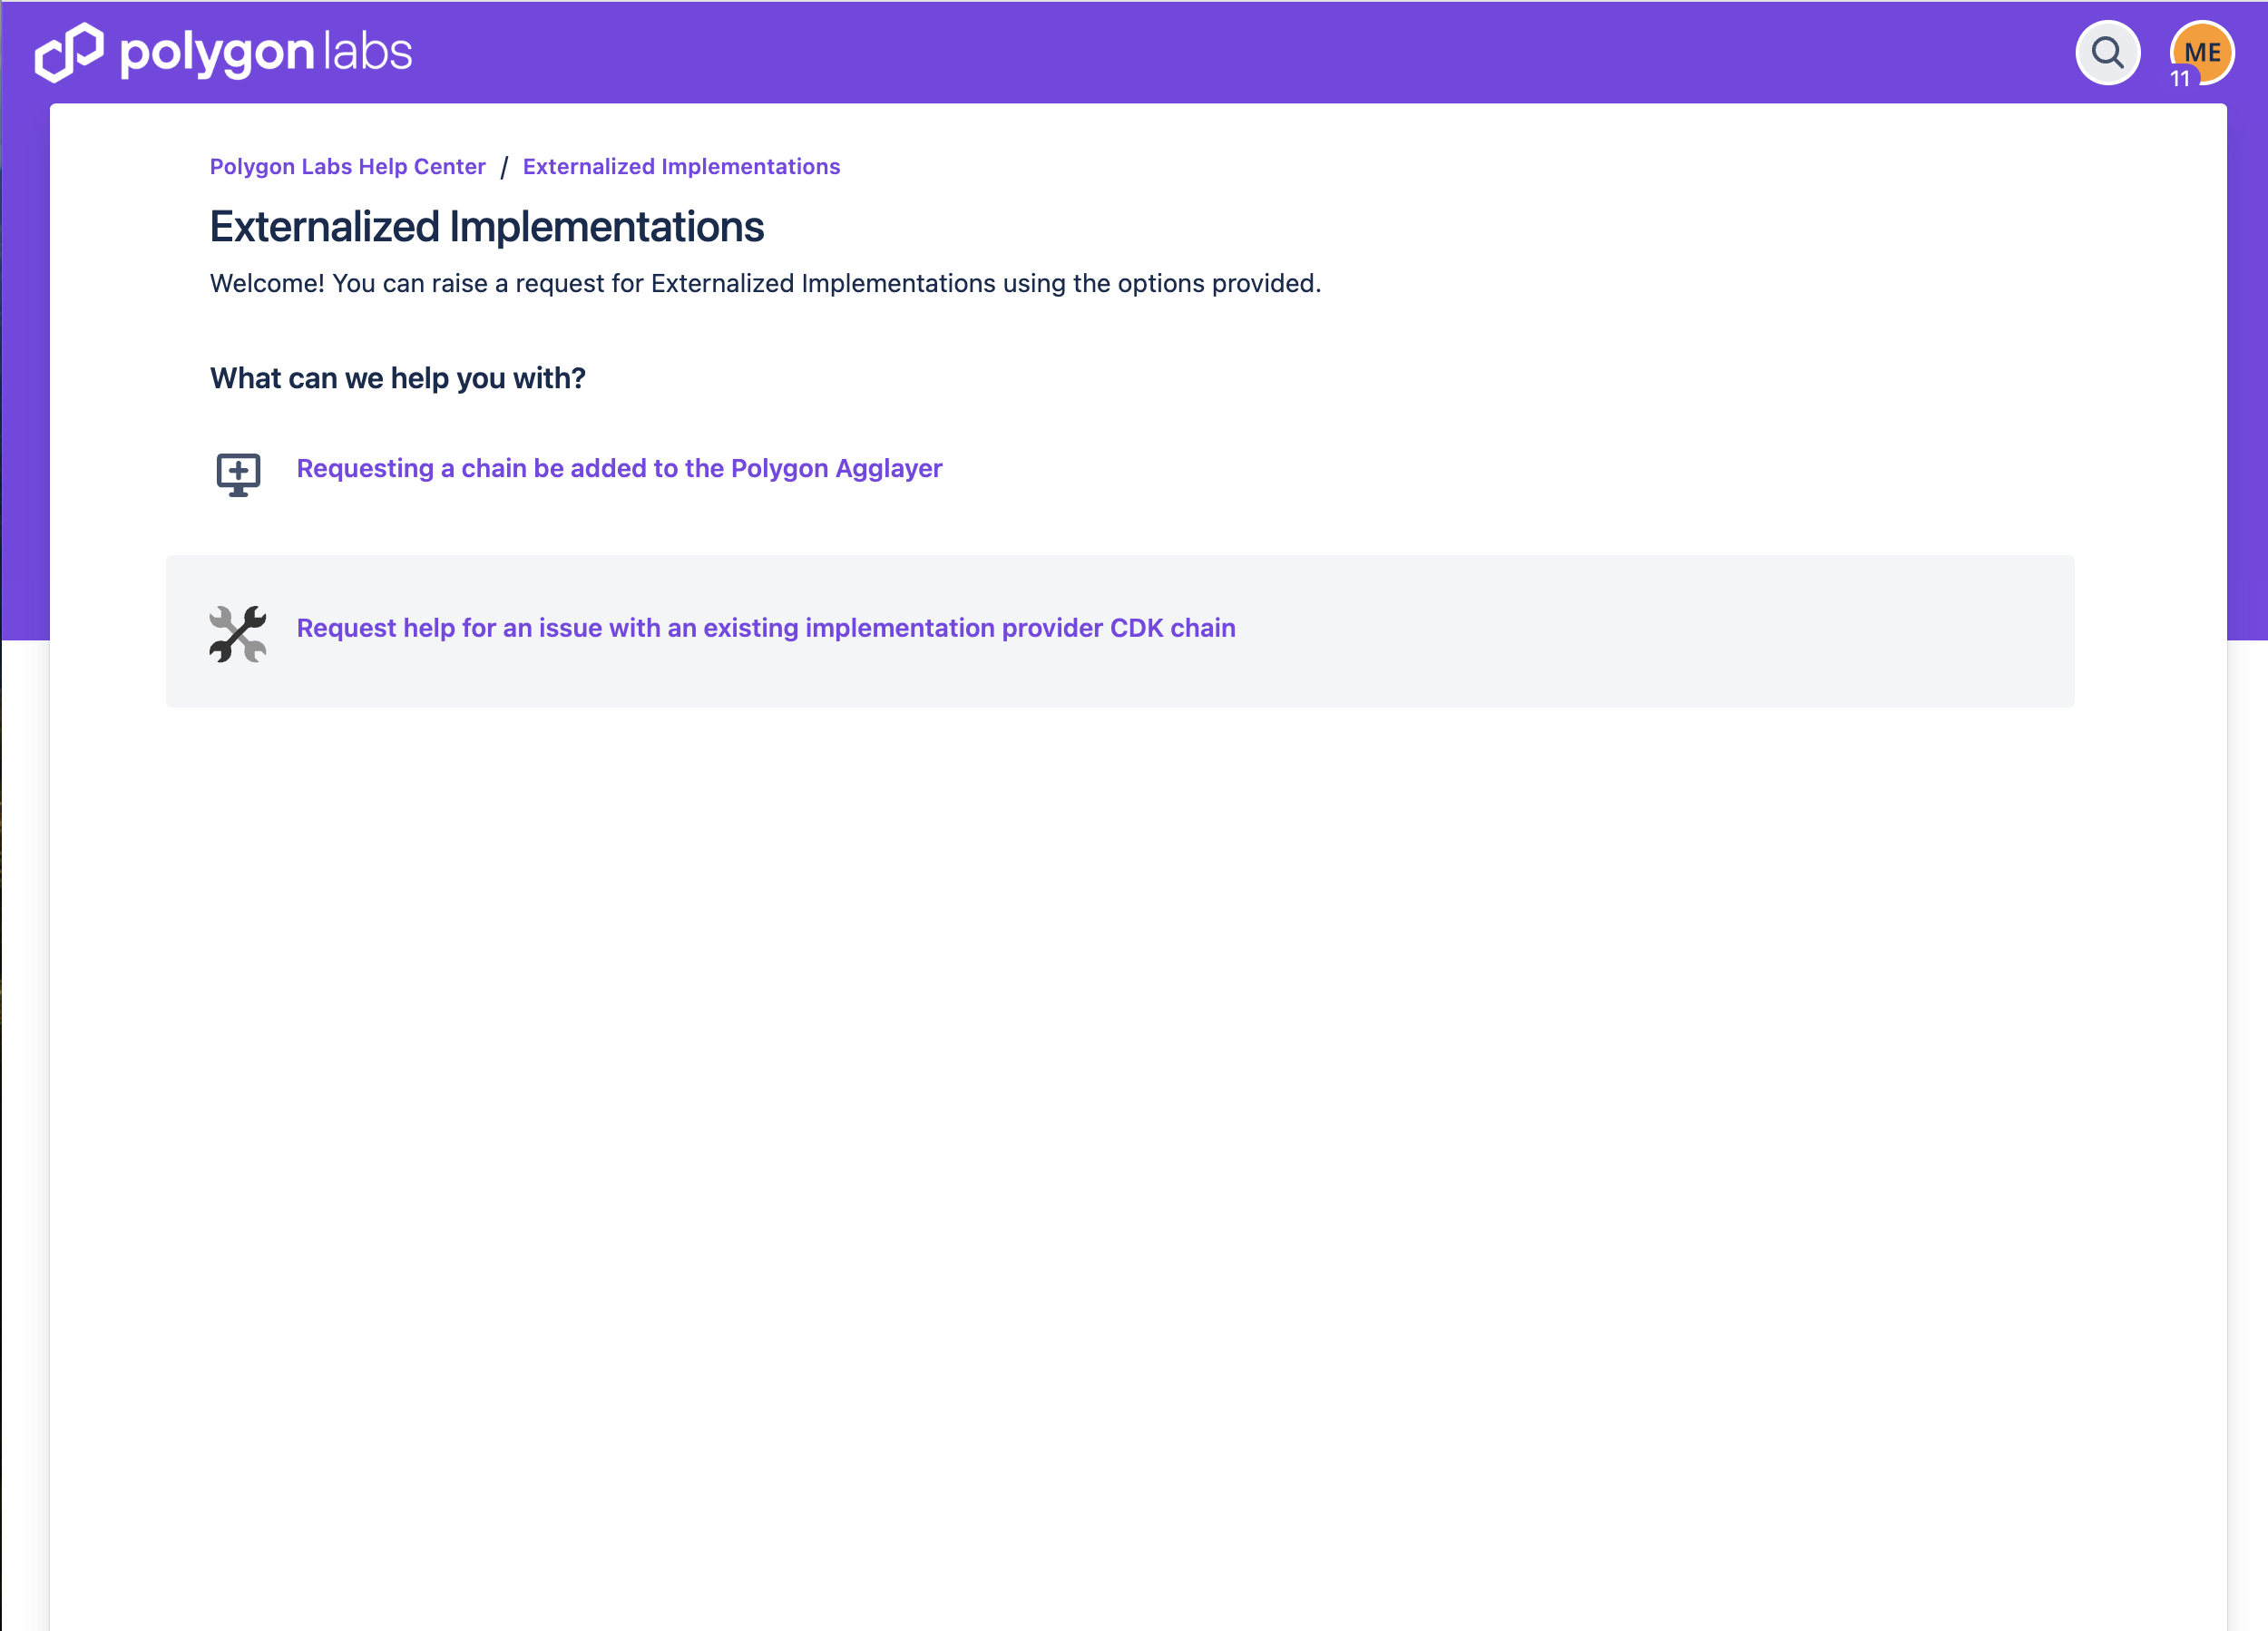 polygon labs
ME
11
Polygon Labs Help Center / Externalized Implementations
Externalized Implementations
Welcome! You can raise a request for Externalized Implementations using the options provided.
What can we help you with?
Requesting a chain be added to the Polygon Agglayer
Request help for an issue with an existing implementation provider CDK chain